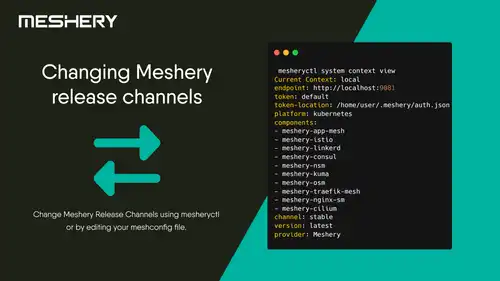 MESHERY
Changing Meshery
release channels
Change Meshery Release Channels using mesheryctl
or by editing your meshconfig file.
mesheryctl system context view
Current Context: local
endpoint: http://localhost:9081
token: default
token-location: /home/user/.meshery/auth.json
platform: kubernetes
components:
- meshery-app-mesh
- meshery-istio
- meshery-linkerd
- meshery-consul
- meshery-nsm
- meshery-kuma
- meshery-osm
- meshery-traefik-mesh
- meshery-nginx-sm
- meshery-cilium
channel: stable
version: latest
provider: Meshery